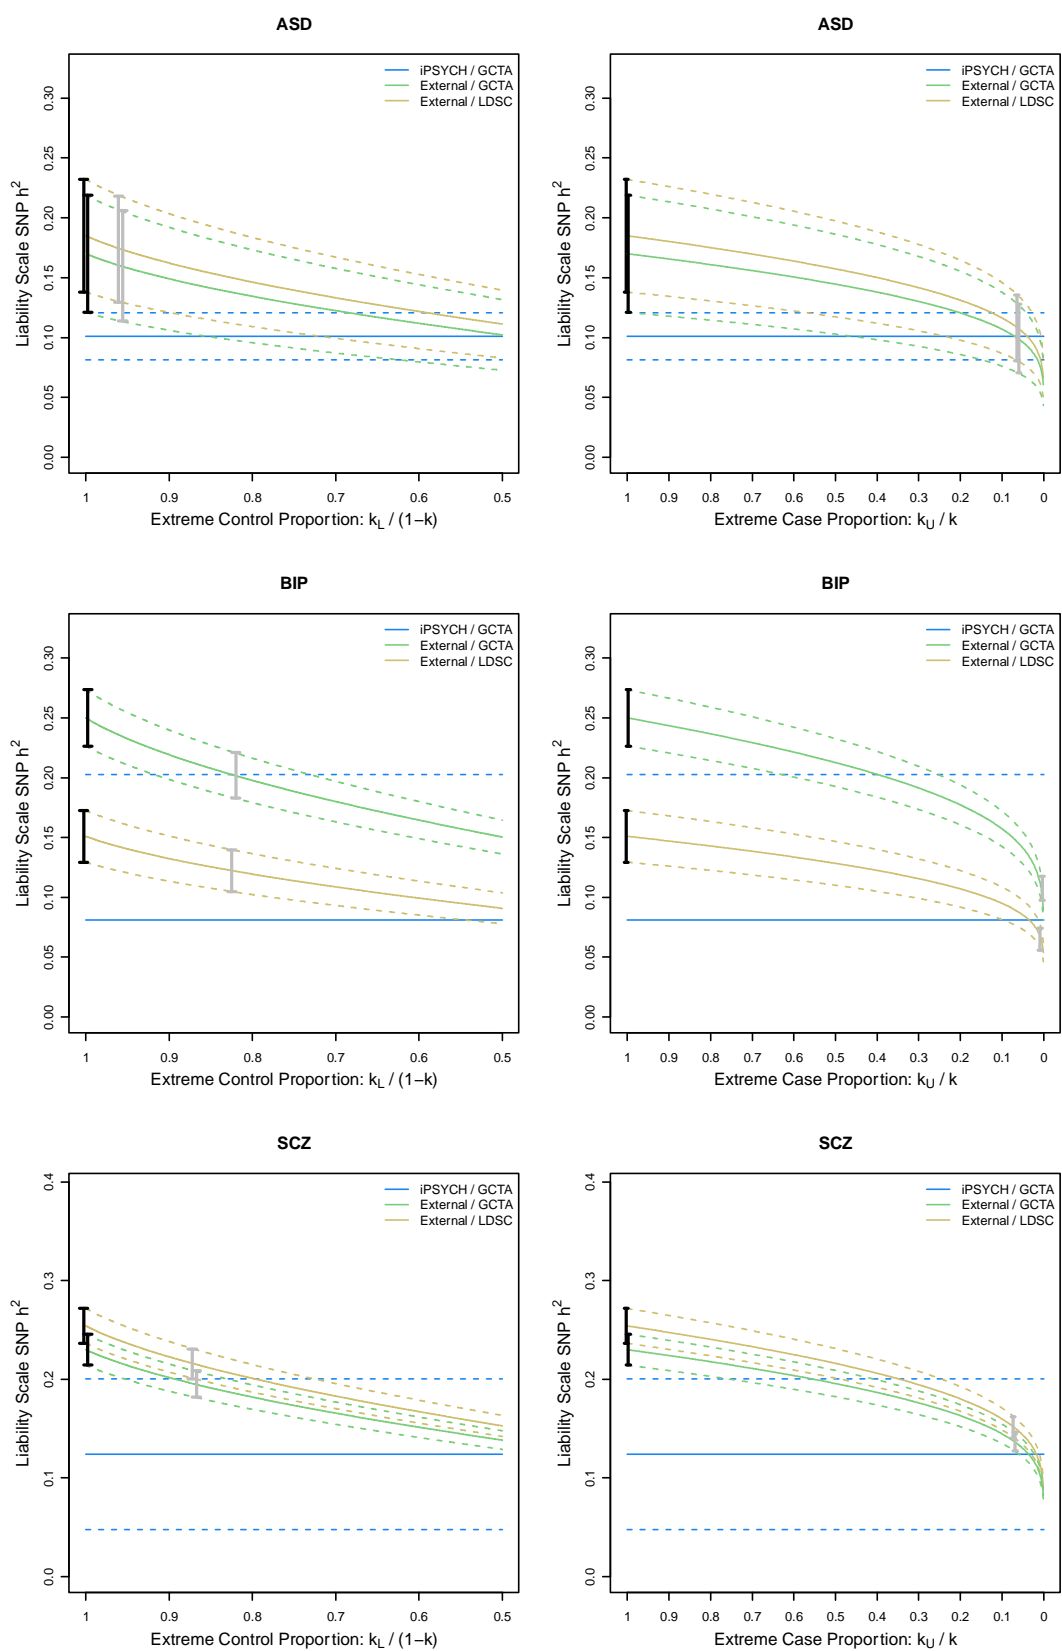 ASD
iPSYCH / GCTA
External / GCTA
External / LDSC
Liability Scale SNP h²
0.30
0.25
0.20
0.15
0.10
0.05
0.00
1 0.9 0.8 0.7 0.6 0.5
Extreme Control Proportion: k_L / (1−k)
ASD
iPSYCH / GCTA
External / GCTA
External / LDSC
Liability Scale SNP h²
0.30
0.25
0.20
0.15
0.10
0.05
0.00
1 0.9 0.8 0.7 0.6 0.5 0.4 0.3 0.2 0.1 0
Extreme Case Proportion: k_U / k
BIP
iPSYCH / GCTA
External / GCTA
External / LDSC
Liability Scale SNP h²
0.30
0.25
0.20
0.15
0.10
0.05
0.00
1 0.9 0.8 0.7 0.6 0.5
Extreme Control Proportion: k_L / (1−k)
BIP
iPSYCH / GCTA
External / GCTA
External / LDSC
Liability Scale SNP h²
0.30
0.25
0.20
0.15
0.10
0.05
0.00
1 0.9 0.8 0.7 0.6 0.5 0.4 0.3 0.2 0.1 0
Extreme Case Proportion: k_U / k
SCZ
iPSYCH / GCTA
External / GCTA
External / LDSC
Liability Scale SNP h²
0.4
0.3
0.2
0.1
0.0
1 0.9 0.8 0.7 0.6 0.5
Extreme Control Proportion: k_L / (1−k)
SCZ
iPSYCH / GCTA
External / GCTA
External / LDSC
Liability Scale SNP h²
0.4
0.3
0.2
0.1
0.0
1 0.9 0.8 0.7 0.6 0.5 0.4 0.3 0.2 0.1 0
Extreme Case Proportion: k_U / k